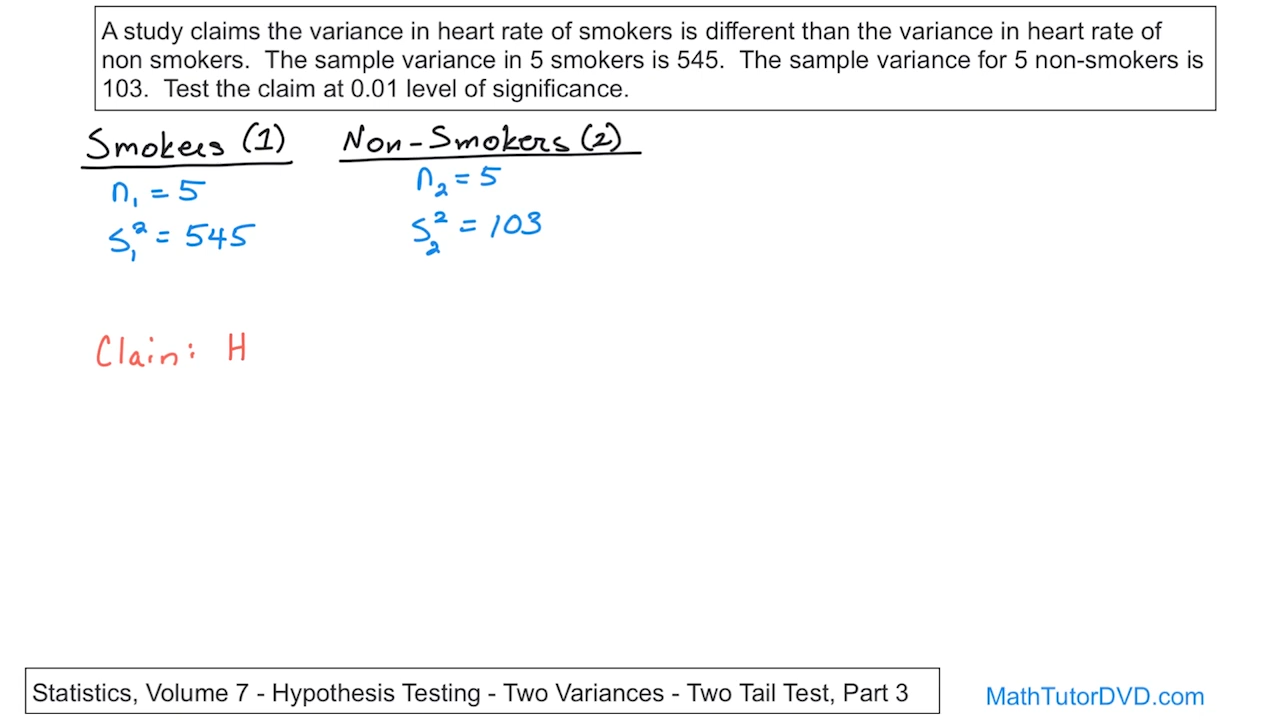 A study claims the variance in heart rate of smokers is different than the variance in heart rate of
non smokers. The sample variance in 5 smokers is 545. The sample variance for 5 non-smokers is
103. Test the claim at 0.01 level of significance.
Smokers (1) Non-Smokers (2)
n₁ = 5 n₂ = 5
S₁² = 545 S₂² = 103
Clain: H
Statistics, Volume 7 - Hypothesis Testing - Two Variances - Two Tail Test, Part 3
MathTutorDVD.com